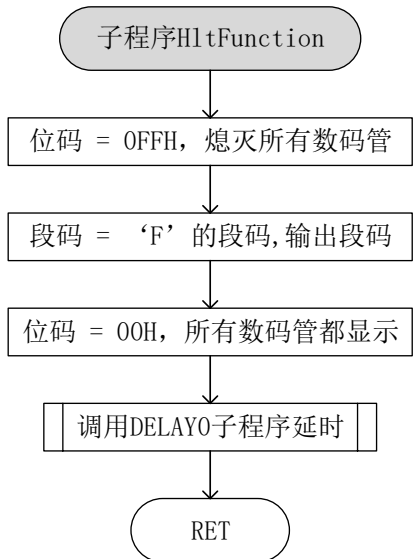 子程序HltFunction
位码 = 0FFH, 熄灭所有数码管
段码 = ‘F’的段码,输出段码
位码 = 00H, 所有数码管都显示
调用DELAY0子程序延时
RET